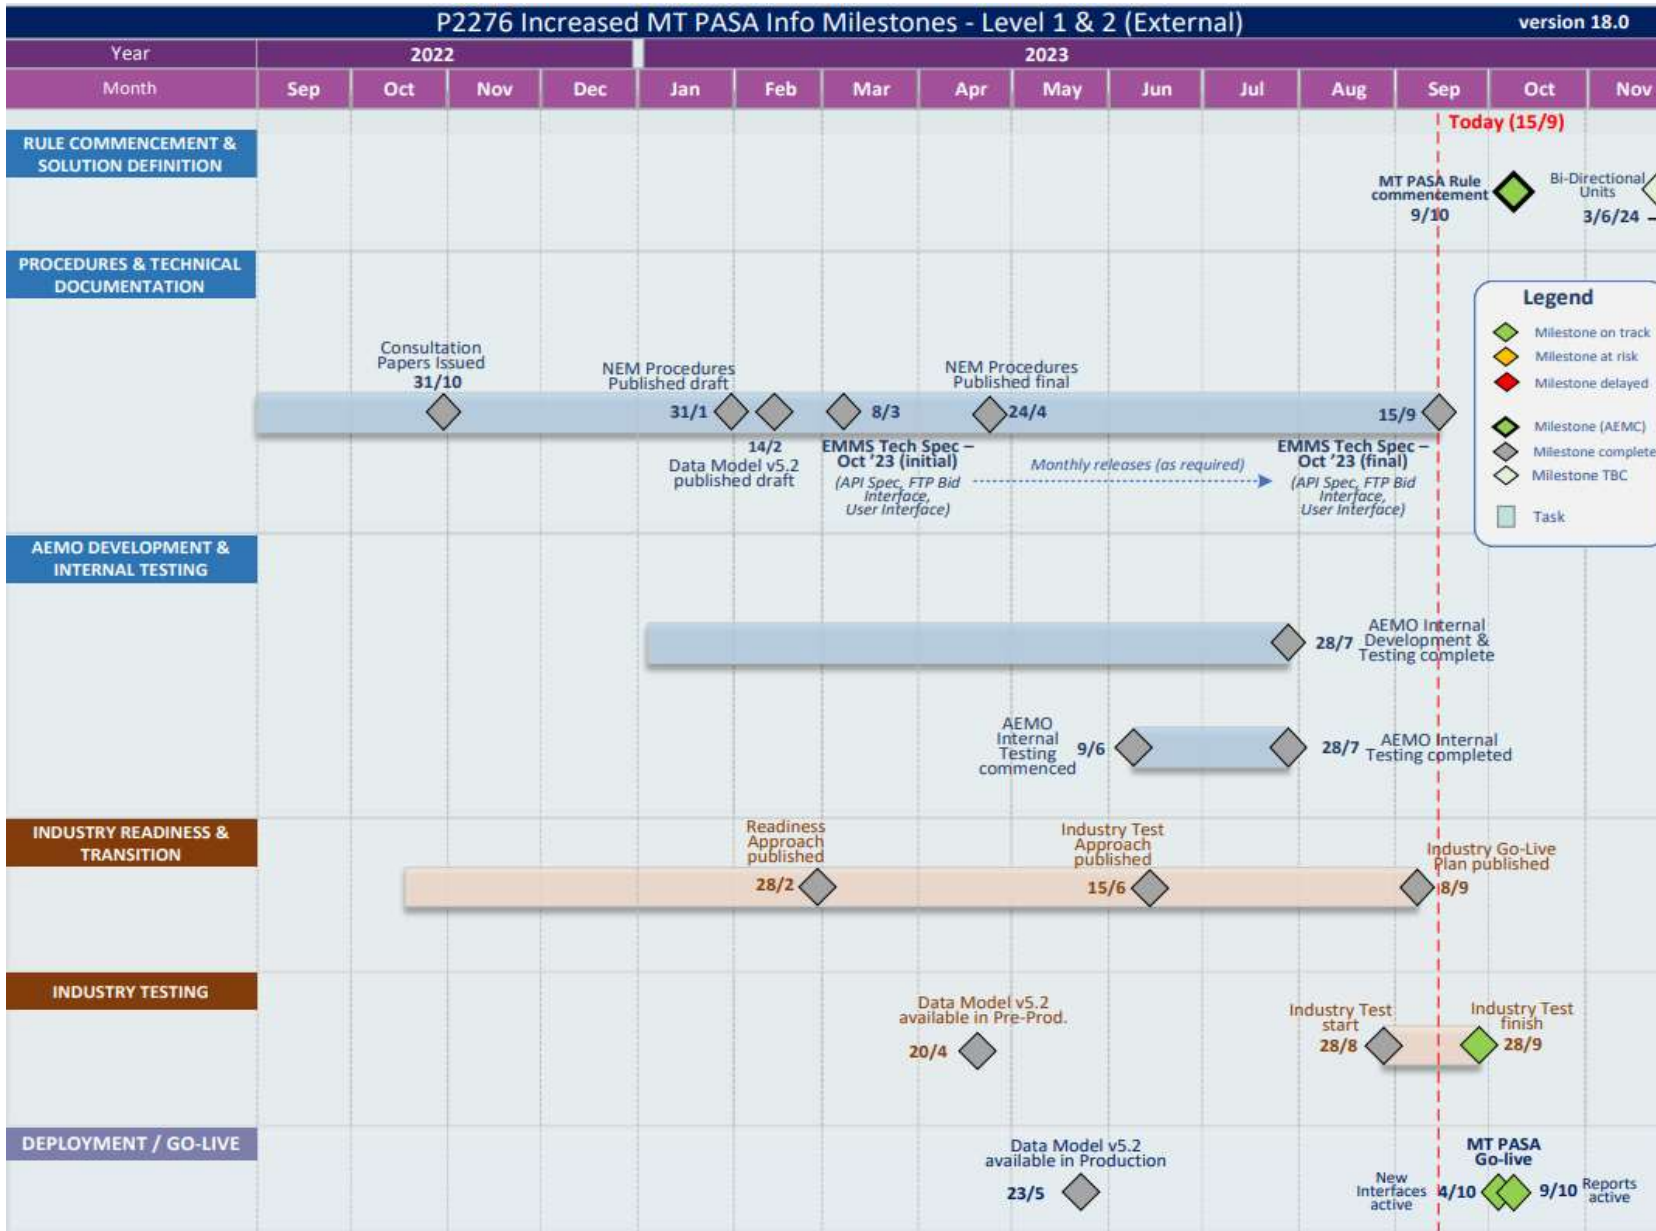 P2276 Increased MT PASA Info Milestones - Level 1 & 2 (External)
version 18.0
Year
2022
2023
Month
Sep
Oct
Nov
Dec
Jan
Feb
Mar
Apr
May
Jun
Jul
Aug
Sep
Oct
Nov
Today (15/9)
RULE COMMENCEMENT &
SOLUTION DEFINITION
MT PASA Rule
commencement
9/10
Bi-Directional
Units
3/6/24
PROCEDURES & TECHNICAL
DOCUMENTATION
Consultation
Papers Issued
31/10
NEM Procedures
Published draft
31/1
14/2
Data Model v5.2
published draft
8/3
EMMS Tech Spec –
Oct '23 (initial)
(API Spec, FTP Bid
Interface,
User Interface)
NEM Procedures
Published final
24/4
Monthly releases (as required)
15/9
EMMS Tech Spec –
Oct '23 (final)
(API Spec, FTP Bid
Interface,
User Interface)
Legend
Milestone on track
Milestone at risk
Milestone delayed
Milestone (AEMC)
Milestone complete
Milestone TBC
Task
AEMO DEVELOPMENT &
INTERNAL TESTING
28/7
AEMO Internal
Development &
Testing complete
AEMO
Internal
Testing
commenced
9/6
28/7
AEMO Internal
Testing completed
INDUSTRY READINESS &
TRANSITION
Readiness
Approach
published
28/2
Industry Test
Approach
published
15/6
Industry Go-Live
Plan published
8/9
INDUSTRY TESTING
Data Model v5.2
available in Pre-Prod.
20/4
Industry Test
start
28/8
Industry Test
finish
28/9
DEPLOYMENT / GO-LIVE
Data Model v5.2
available in Production
23/5
MT PASA
Go-live
New
Interfaces
active
4/10
9/10
Reports
active